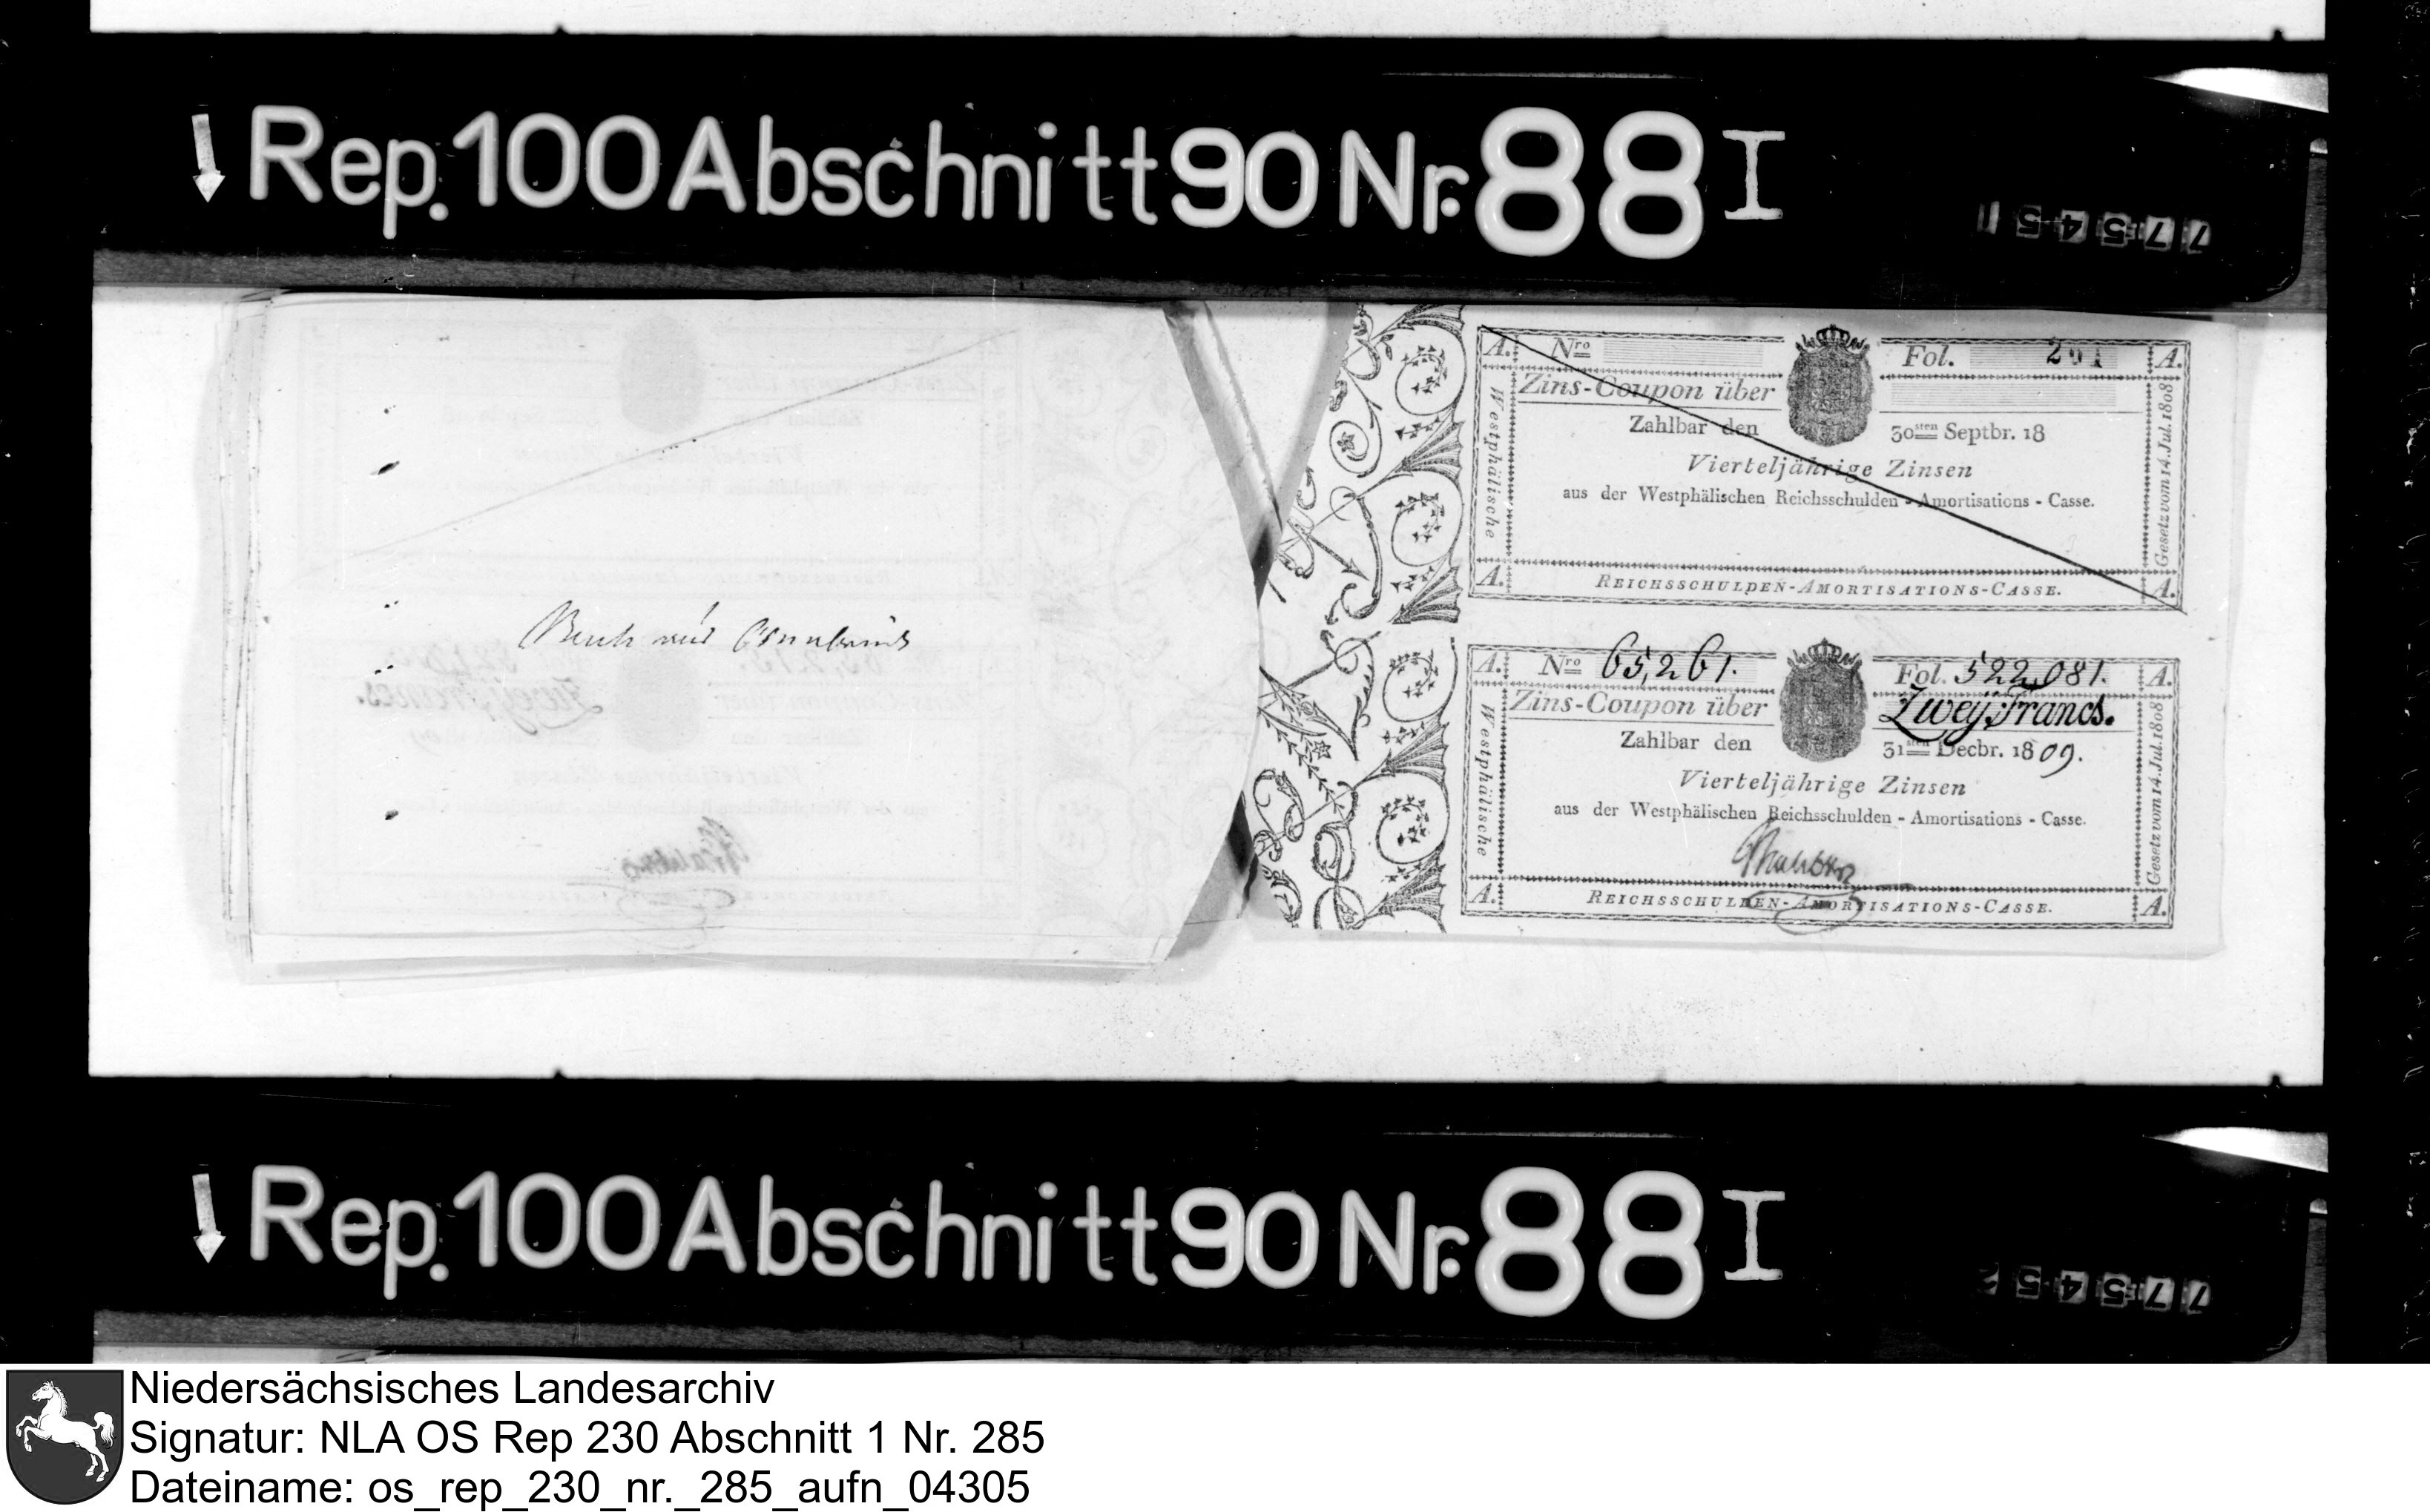 Rep. 100 Abschnitt 90 Nr. 88 I
77545
A. Nro Fol. 261 A.
Zins-Coupon über
Zahlbar den 30sten Septbr. 18
Vierteljährige Zinsen
aus der Westphälischen Reichsschulden-Amortisations-Casse.
Westphälische
Gesetz vom 14. Jul. 1808
A. REICHSSCHULDEN-AMORTISATIONS-CASSE. A.
A. Nro 65,261. Fol. 522,081. A.
Zins-Coupon über Zwey Francs.
Zahlbar den 31sten Decbr. 1809.
Vierteljährige Zinsen
aus der Westphälischen Reichsschulden-Amortisations-Casse.
Westphälische
Gesetz vom 14. Jul. 1808
A. REICHSSCHULDEN-AMORTISATIONS-CASSE. A.
Rep. 100 Abschnitt 90 Nr. 88 I
775452
Niedersächsisches Landesarchiv
Signatur: NLA OS Rep 230 Abschnitt 1 Nr. 285
Dateiname: os_rep_230_nr._285_aufn_04305